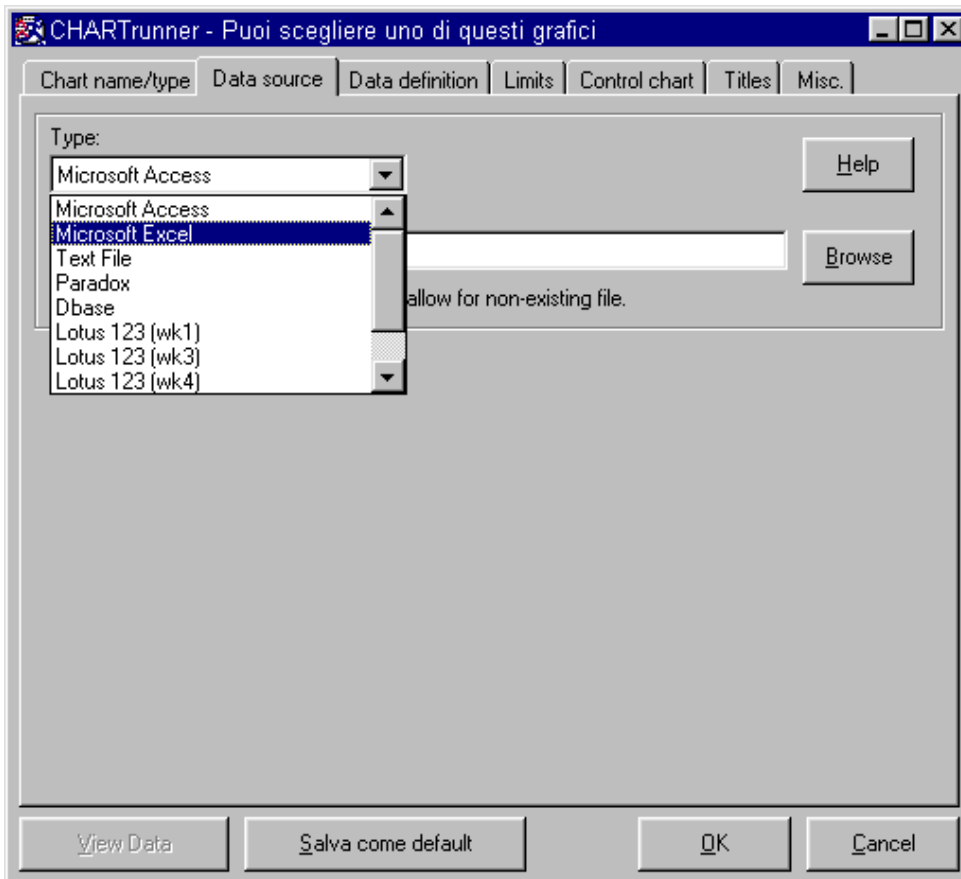 CHARTrunner - Puoi scegliere uno di questi grafici
Chart name/type Data source Data definition Limits Control chart Titles Misc.
Type:
Microsoft Access
Help
Microsoft Access
Microsoft Excel
Text File
Paradox
Dbase
Lotus 123 (wk1)
Lotus 123 (wk3)
Lotus 123 (wk4)
Browse
allow for non-existing file.
View Data Salva come default OK Cancel